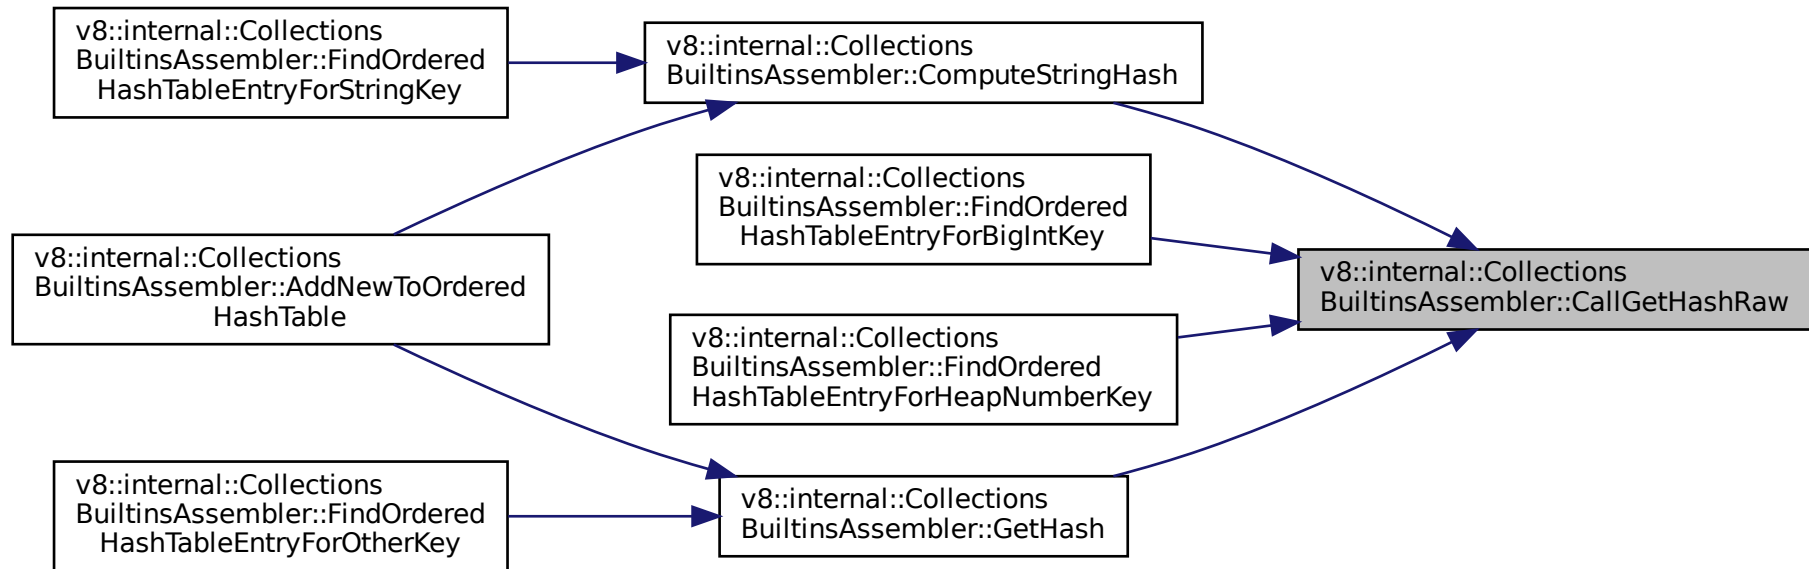 v8::internal::Collections
BuiltinsAssembler::FindOrdered
HashTableEntryForStringKey
v8::internal::Collections
BuiltinsAssembler::ComputeStringHash
v8::internal::Collections
BuiltinsAssembler::FindOrdered
HashTableEntryForBigIntKey
v8::internal::Collections
BuiltinsAssembler::AddNewToOrdered
HashTable
v8::internal::Collections
BuiltinsAssembler::CallGetHashRaw
v8::internal::Collections
BuiltinsAssembler::FindOrdered
HashTableEntryForHeapNumberKey
v8::internal::Collections
BuiltinsAssembler::FindOrdered
HashTableEntryForOtherKey
v8::internal::Collections
BuiltinsAssembler::GetHash